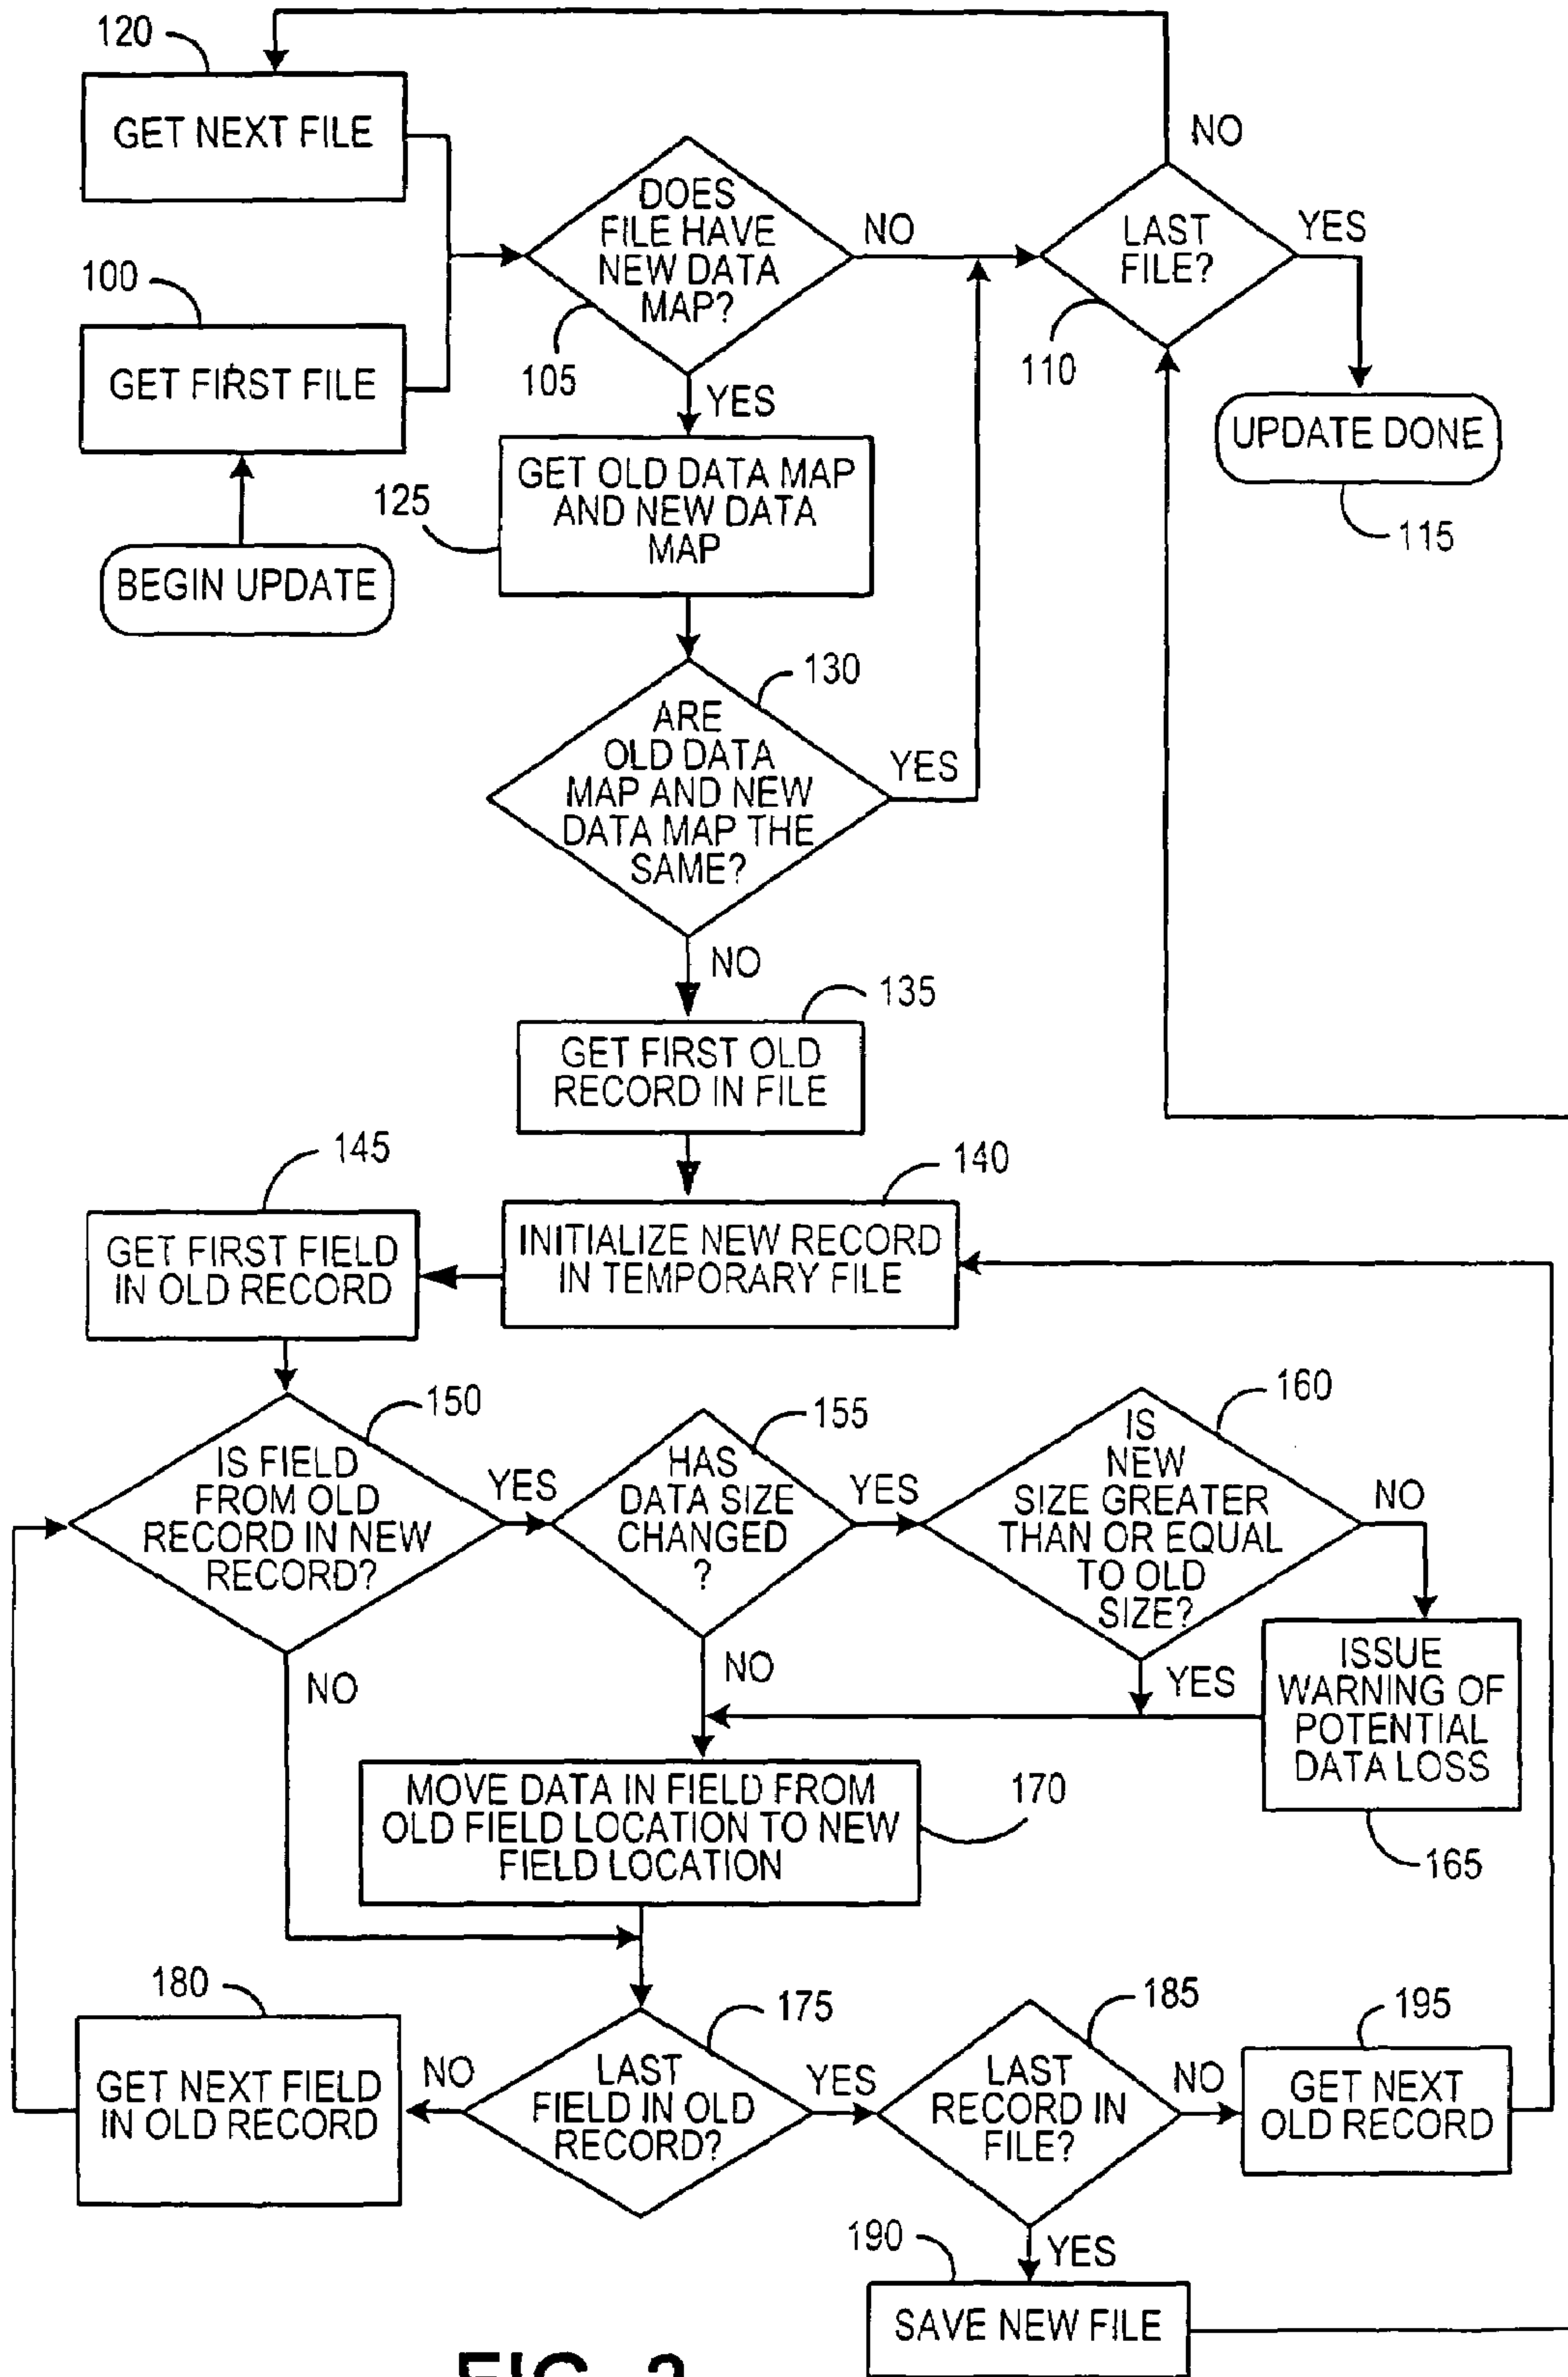 120
GET NEXT FILE
NO
DOES
FILE HAVE
NEW DATA
MAP?
NO
LAST
FILE?
YES
100
GET FIRST FILE
105
110
YES
UPDATE DONE
GET OLD DATA MAP
AND NEW DATA
MAP
125
115
BEGIN UPDATE
130
ARE
OLD DATA
MAP AND NEW
DATA MAP THE
SAME?
YES
NO
135
GET FIRST OLD
RECORD IN FILE
145
140
GET FIRST FIELD
IN OLD RECORD
INITIALIZE NEW RECORD
IN TEMPORARY FILE
150
155
160
IS FIELD
FROM OLD
RECORD IN NEW
RECORD?
YES
HAS
DATA SIZE
CHANGED
?
YES
IS
NEW
SIZE GREATER
THAN OR EQUAL
TO OLD
SIZE?
NO
NO
NO
YES
ISSUE
WARNING OF
POTENTIAL
DATA LOSS
MOVE DATA IN FIELD FROM
OLD FIELD LOCATION TO NEW
FIELD LOCATION
170
165
180
175
185
195
GET NEXT FIELD
IN OLD RECORD
NO
LAST
FIELD IN OLD
RECORD?
YES
LAST
RECORD IN
FILE?
NO
GET NEXT
OLD RECORD
190
YES
SAVE NEW FILE